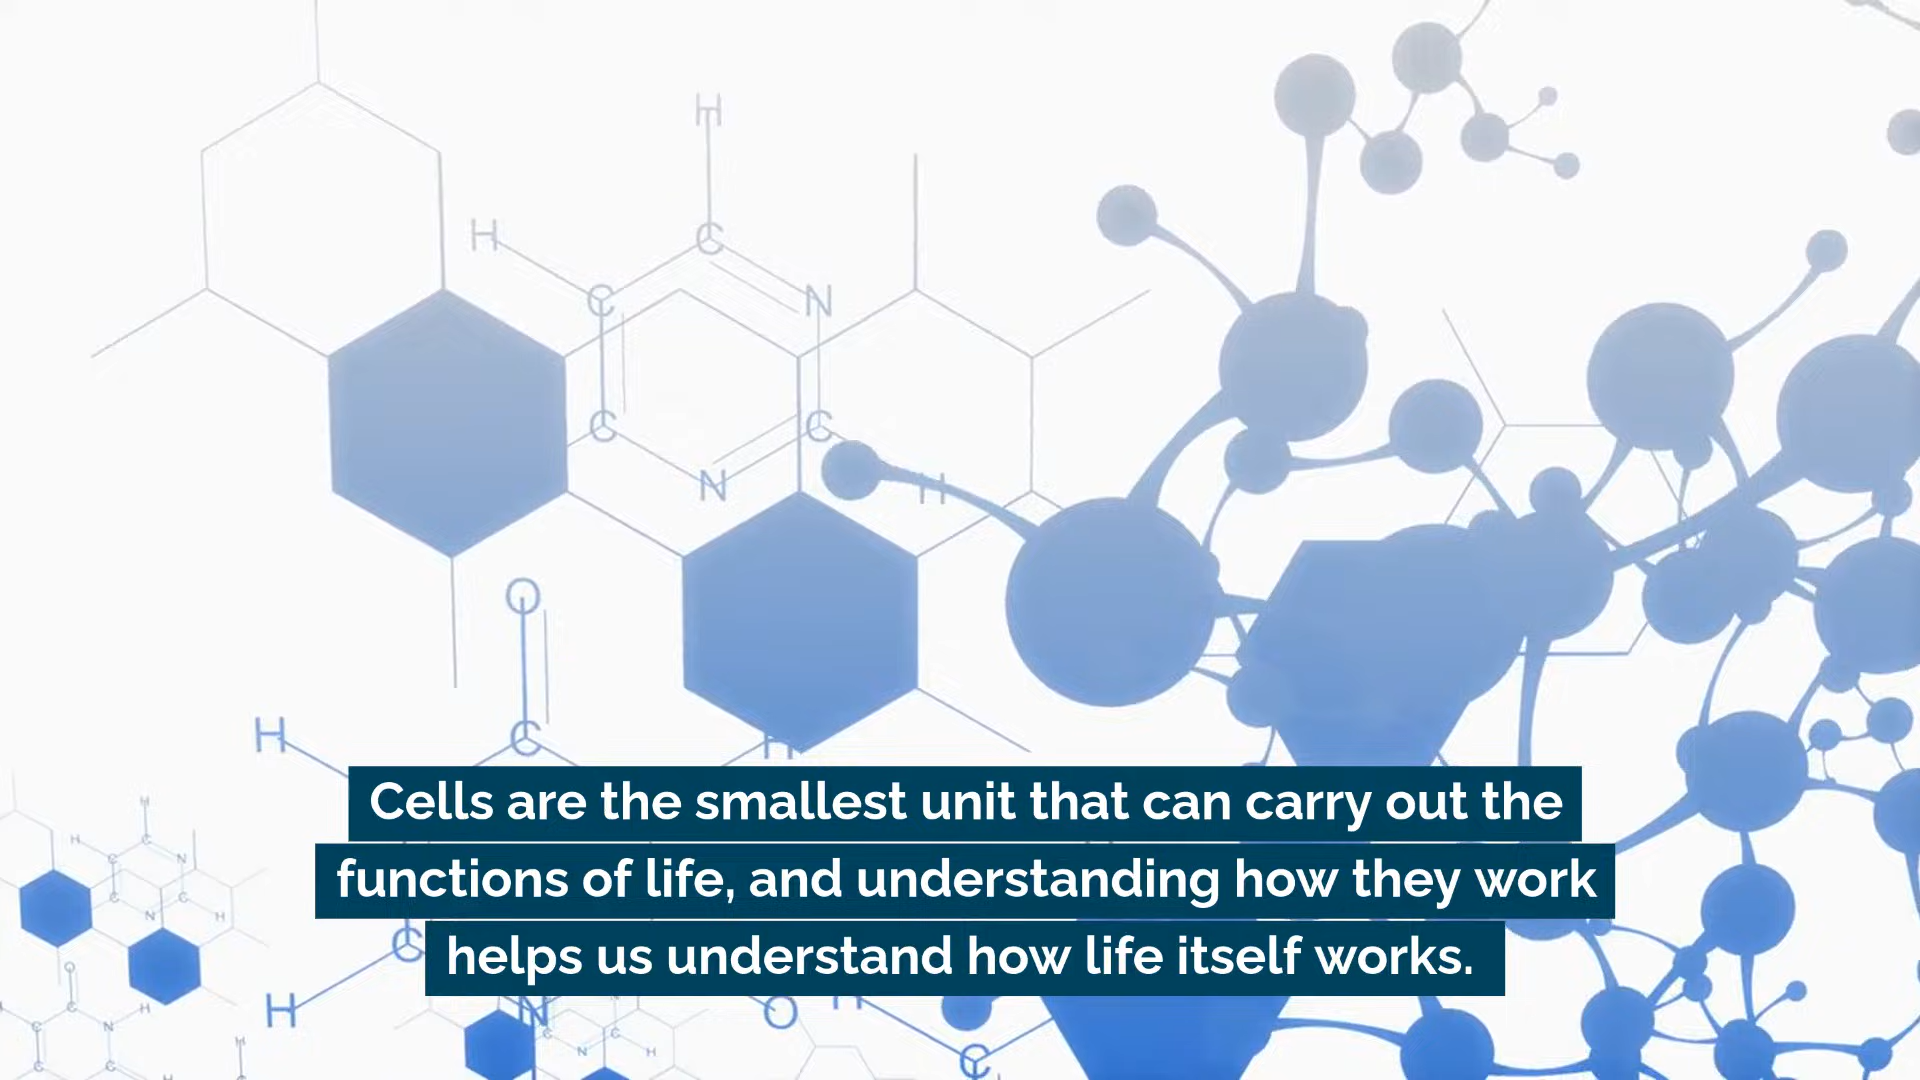 H
H
C
C
N
C
C
N
H
O
H
C
H
Cells are the smallest unit that can carry out the
functions of life, and understanding how they work
helps us understand how life itself works.
C
H
N
O
H
C